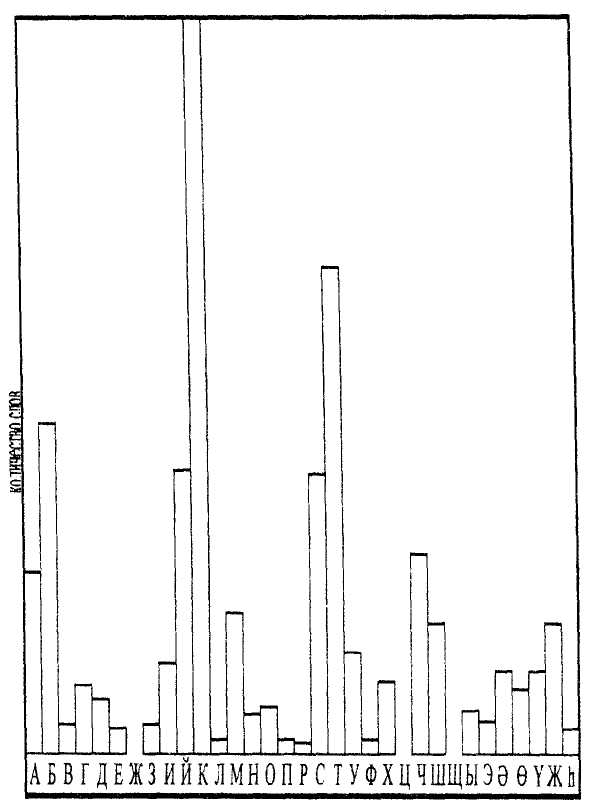 КОЛИЧЕСТВО СЛОВ
А Б В Г Д Е Ж З И Й К Л М Н О П Р С Т У Ф Х Ц Ч Ш Щ Ы Э Ә Ө Ү Җ һ